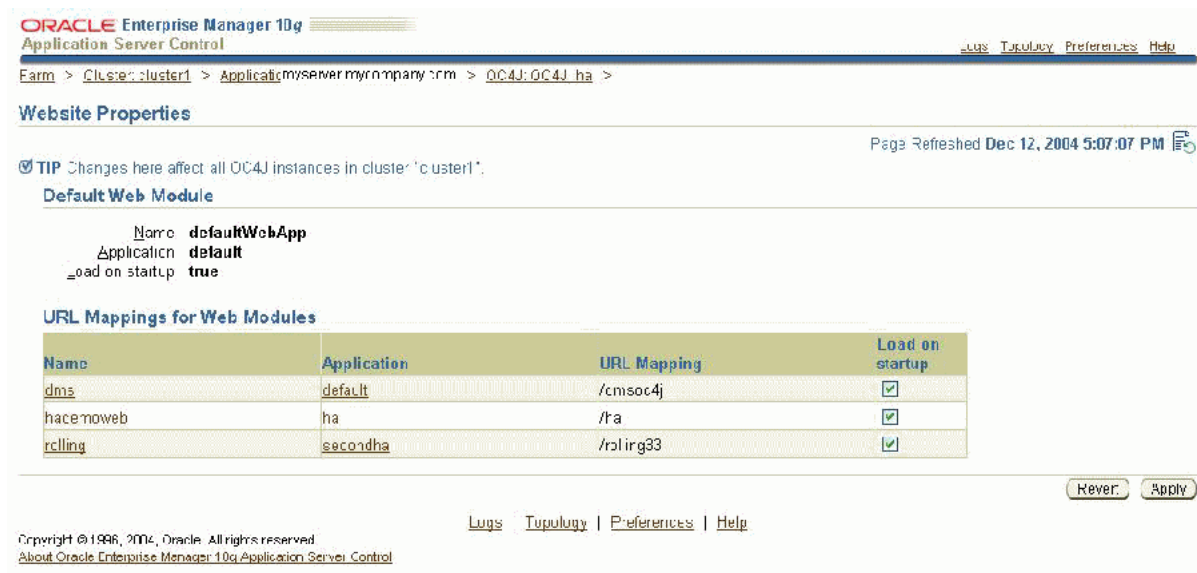 ORACLE Enterprise Manager 10g
Application Server Control
Logs Topology Preferences Help
Farm > Cluster: cluster1 > Applicatiomyserver.mycompany.com > OC4J: OC4J_ha >
Website Properties
Page Refreshed Dec 12, 2004 5:07:07 PM
TIP Changes here affect all OC4J instances in cluster "cluster1".
Default Web Module
Name defaultWebApp
Application default
Load on startup true
URL Mappings for Web Modules
Name Application URL Mapping Load on startup
dms default /dmsoc4j
hademoweb ha /ha
rolling secondha /rolling33
Revert Apply
Logs | Topology | Preferences | Help
Copyright © 1996, 2004, Oracle. All rights reserved.
About Oracle Enterprise Manager 10g Application Server Control